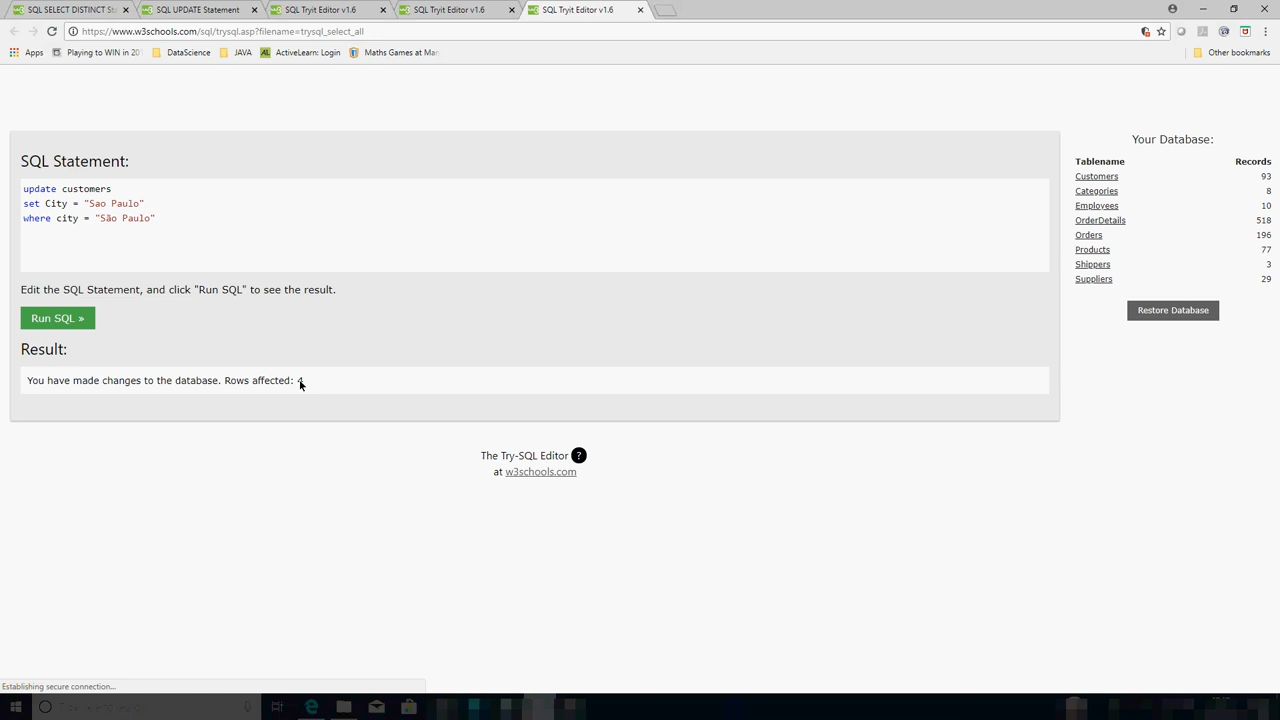 SQL SELECT DISTINCT St
SQL UPDATE Statement
SQL Tryit Editor v1.6
SQL Tryit Editor v1.6
SQL Tryit Editor v1.6
https://www.w3schools.com/sql/trysql.asp?filename=trysql_select_all
Apps
Playing to WIN in 20
DataScience
JAVA
ActiveLearn: Login
Maths Games at Mar
Other bookmarks
SQL Statement:
update customers
set City = "Sao Paulo"
where city = "São Paulo"
Edit the SQL Statement, and click "Run SQL" to see the result.
Run SQL »
Result:
You have made changes to the database. Rows affected: 4
The Try-SQL Editor ?
at w3schools.com
Your Database:
Tablename Records
Customers 93
Categories 8
Employees 10
OrderDetails 518
Orders 196
Products 77
Shippers 3
Suppliers 29
Restore Database
Establishing secure connection...